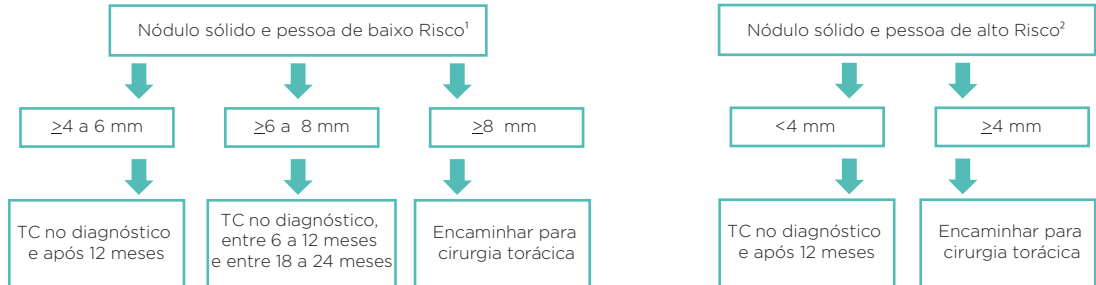 Nódulo sólido e pessoa de baixo Risco¹
Nódulo sólido e pessoa de alto Risco²
≥4 a 6 mm
≥6 a 8 mm
≥8 mm
<4 mm
≥4 mm
TC no diagnóstico
e após 12 meses
TC no diagnóstico,
entre 6 a 12 meses
e entre 18 a 24 meses
Encaminhar para
cirurgia torácica
TC no diagnóstico
e após 12 meses
Encaminhar para
cirurgia torácica